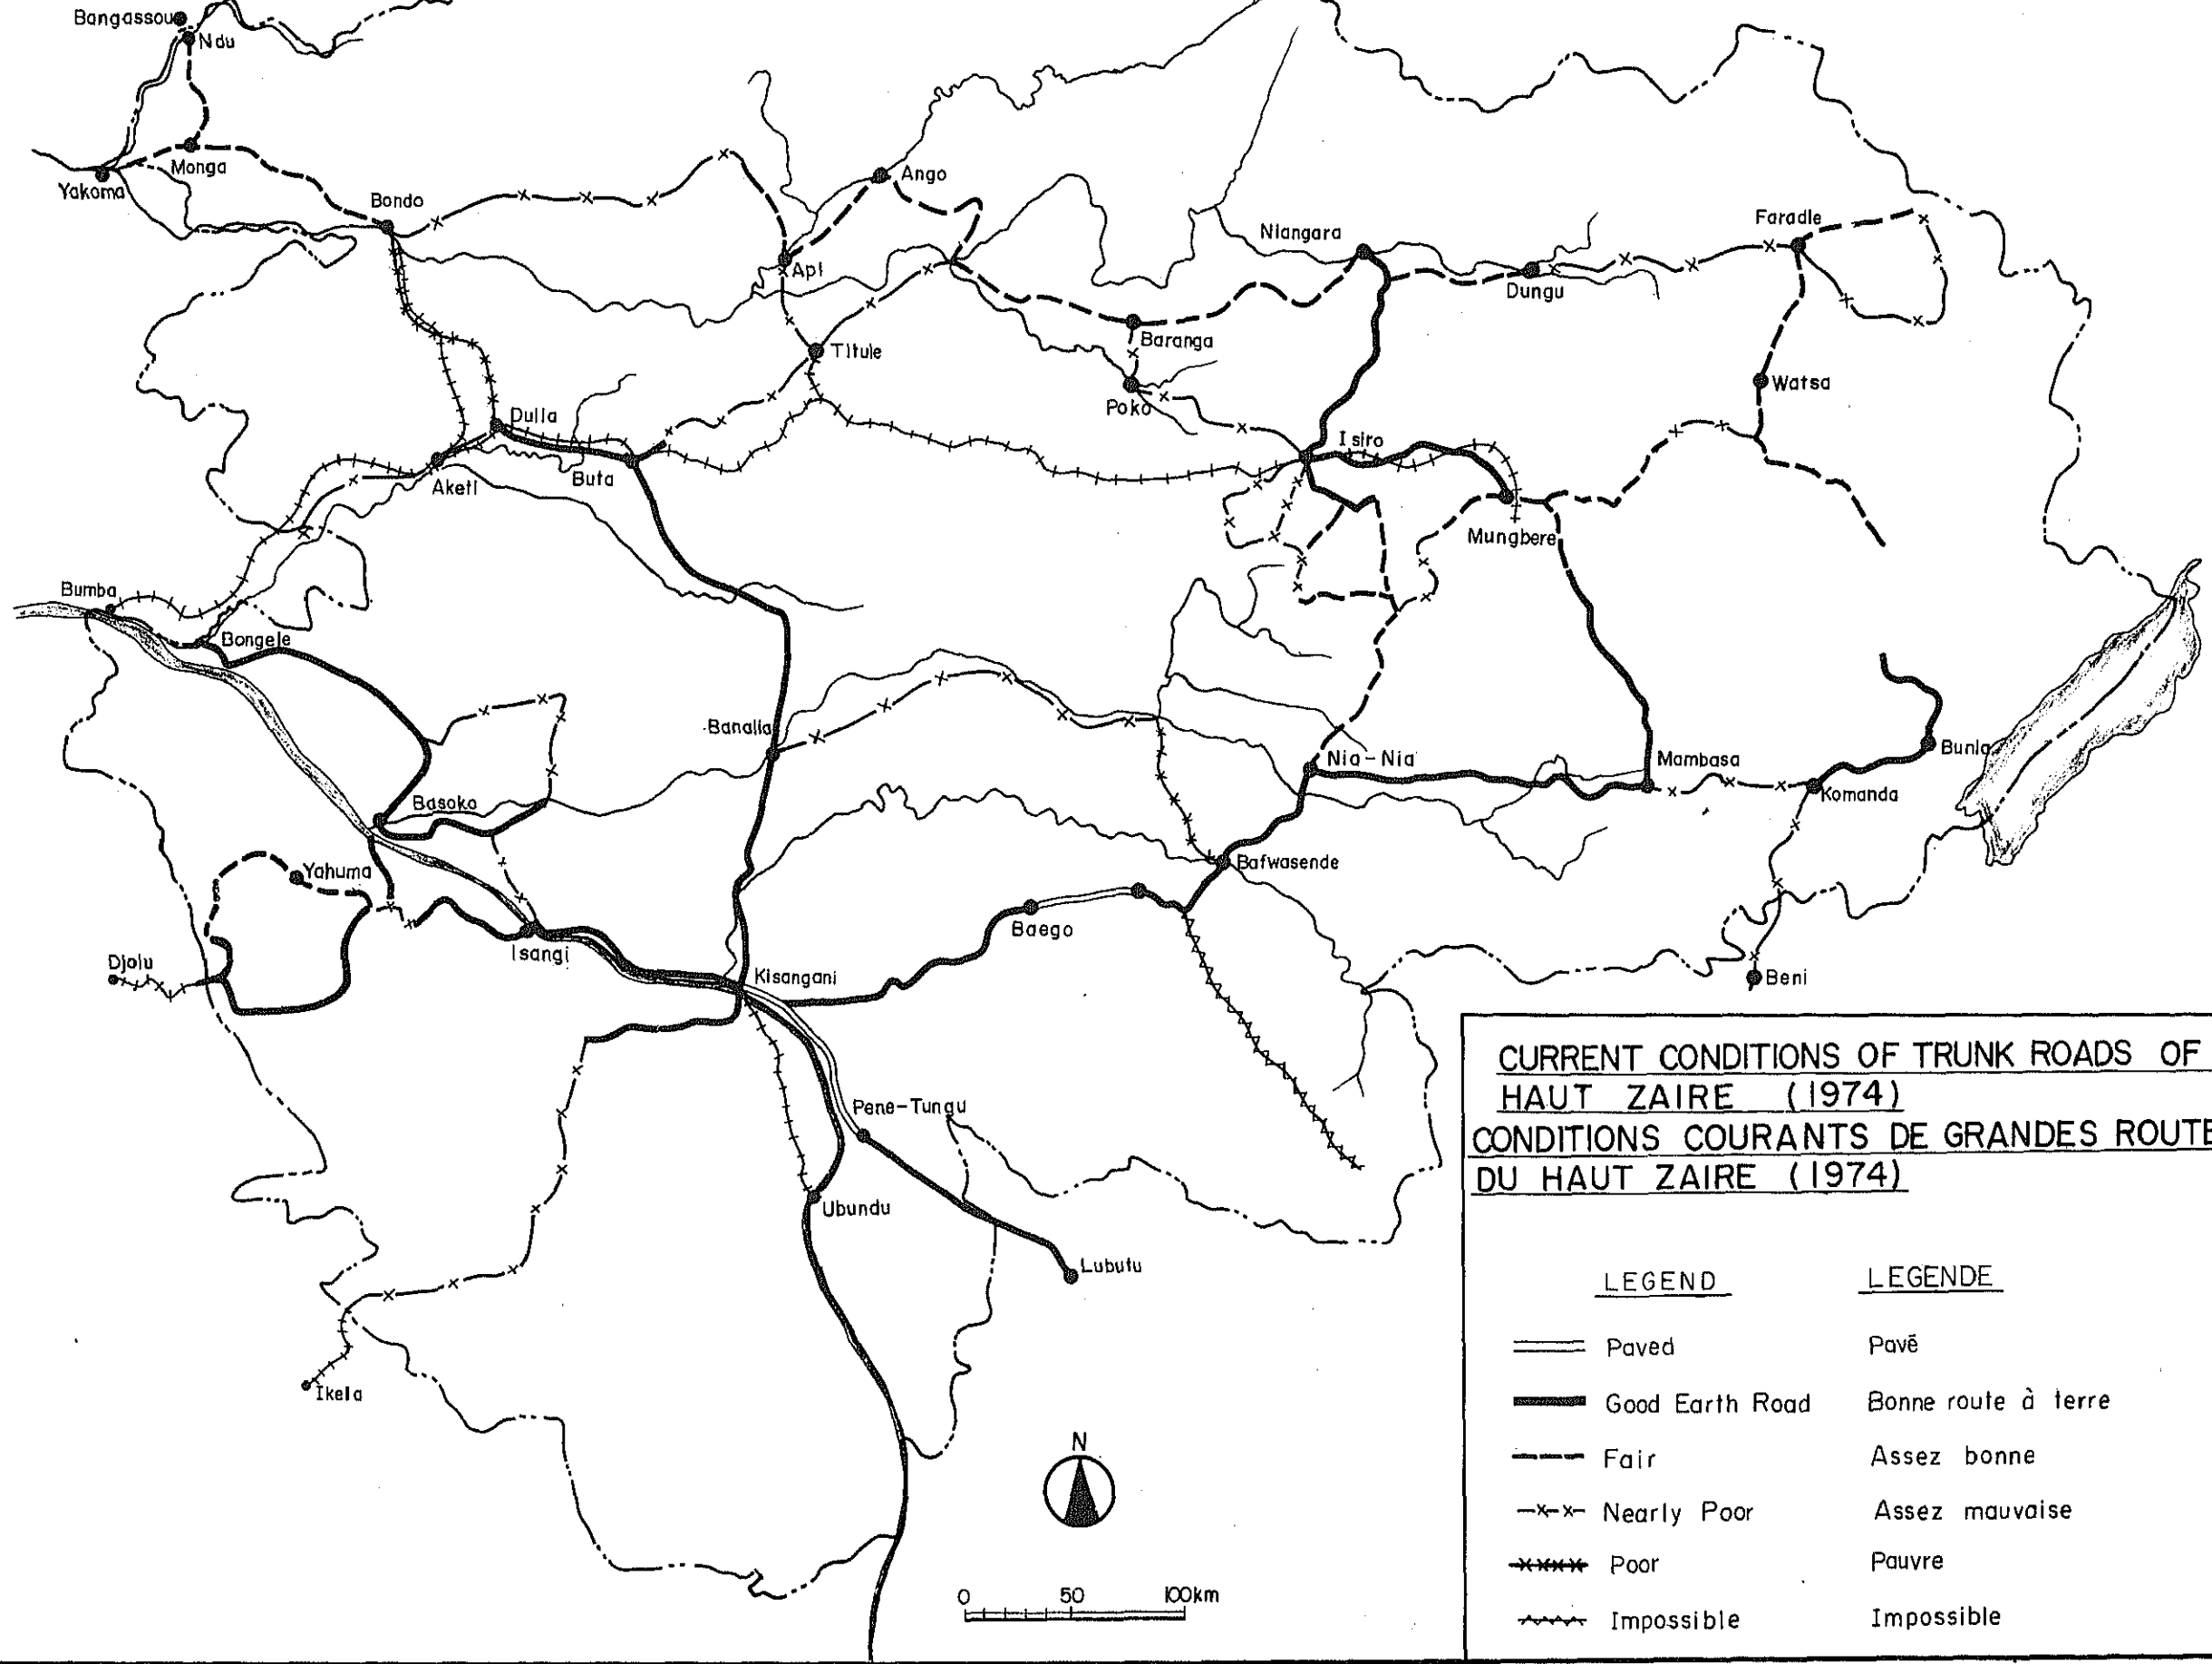 Bangassou
Ndu
Monga
Yakoma
Bondo
Ango
Api
Niangara
Faradle
Dungu
Baranga
Titule
Poko
Watsa
Dulia
Isiro
Aketi
Buta
Mungbere
Bumba
Bongele
Banalia
Nia-Nia
Mambasa
Bunia
Basoko
Komanda
Yahuma
Bafwasende
Baego
Isangi
Djolu
Kisangani
Beni
Pene-Tungu
Ubundu
Lubutu
Ikela
N
0 50 100km
CURRENT CONDITIONS OF TRUNK ROADS OF
HAUT ZAIRE (1974)
CONDITIONS COURANTS DE GRANDES ROUTE
DU HAUT ZAIRE (1974)
LEGEND LEGENDE
Paved Pavé
Good Earth Road Bonne route à terre
Fair Assez bonne
Nearly Poor Assez mauvaise
Poor Pauvre
Impossible Impossible